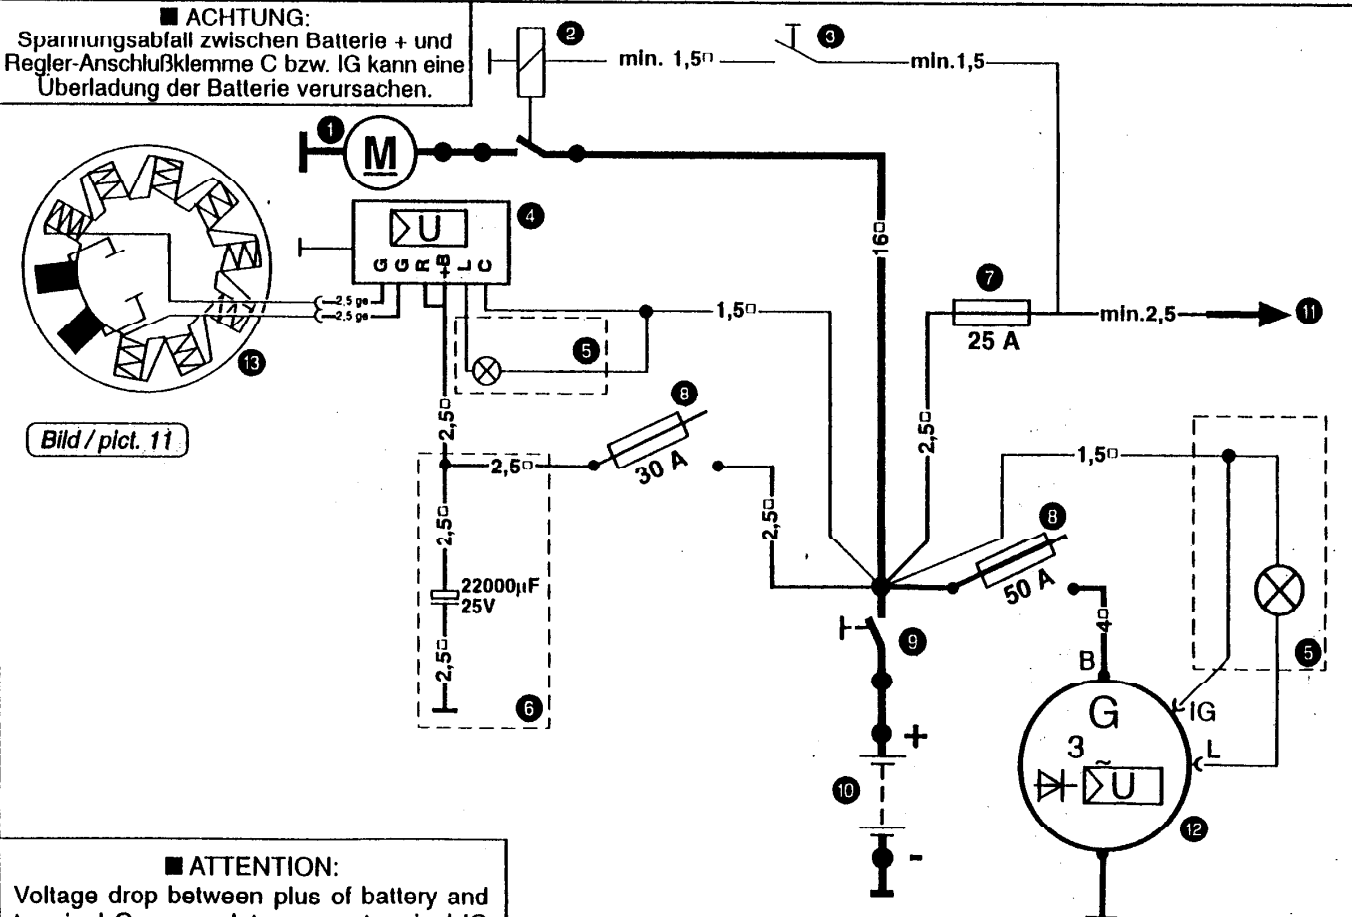 ■ ACHTUNG:
Spannungsabfall zwischen Batterie + und
Regler-Anschlußklemme C bzw. IG kann eine
Überladung der Batterie verursachen.
2
min. 1,5□
3
min.1,5
1
M
4
U
G G R B+ L C
16□
7
25 A
min.2,5
11
2,5 ge
2,5 ge
1,5□
5
13
8
30 A
Bild / pict. 11
2,5□
2,5□
2,5□
2,5□
2,5□
1,5□
8
50 A
2,5□
22000µF
25V
2,5□
6
9
4□
5
B
G
3
~
U
IG
L
+
10
-
12
■ ATTENTION:
Voltage drop between plus of battery and